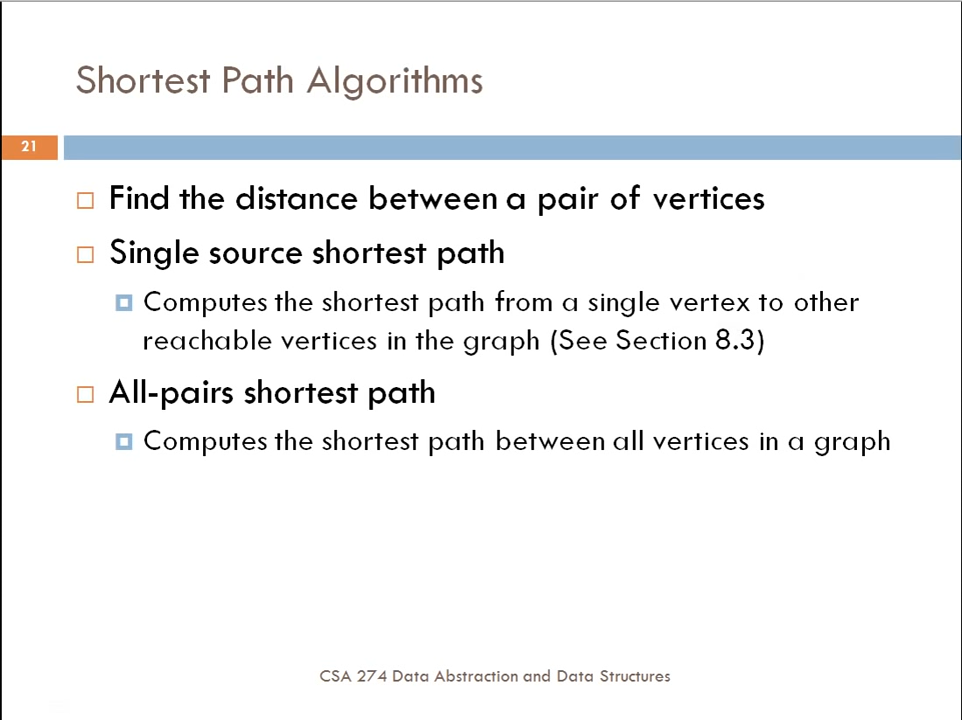 Shortest Path Algorithms
21
Find the distance between a pair of vertices
Single source shortest path
Computes the shortest path from a single vertex to other
reachable vertices in the graph (See Section 8.3)
All-pairs shortest path
Computes the shortest path between all vertices in a graph
CSA 274 Data Abstraction and Data Structures